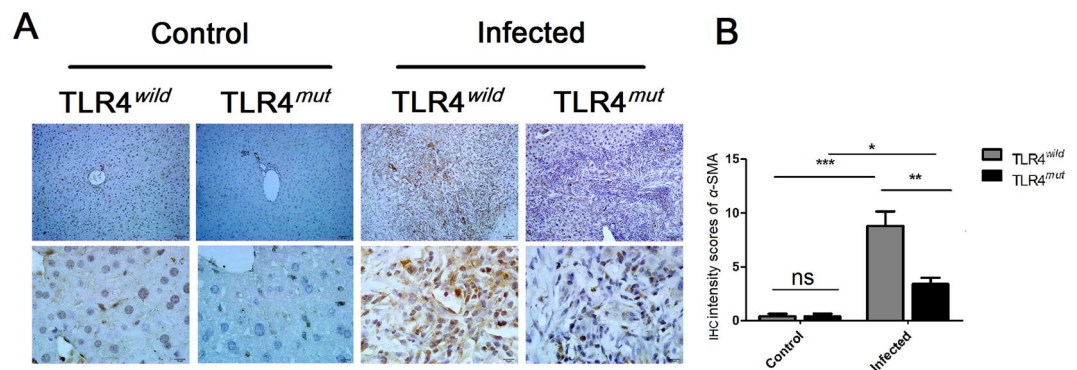 A
Control
Infected
TLR4wild
TLR4mut
TLR4wild
TLR4mut
B
IHC intensity scores of α-SMA
15
10
5
0
ns
***
*
**
Control
Infected
TLR4wild
TLR4mut